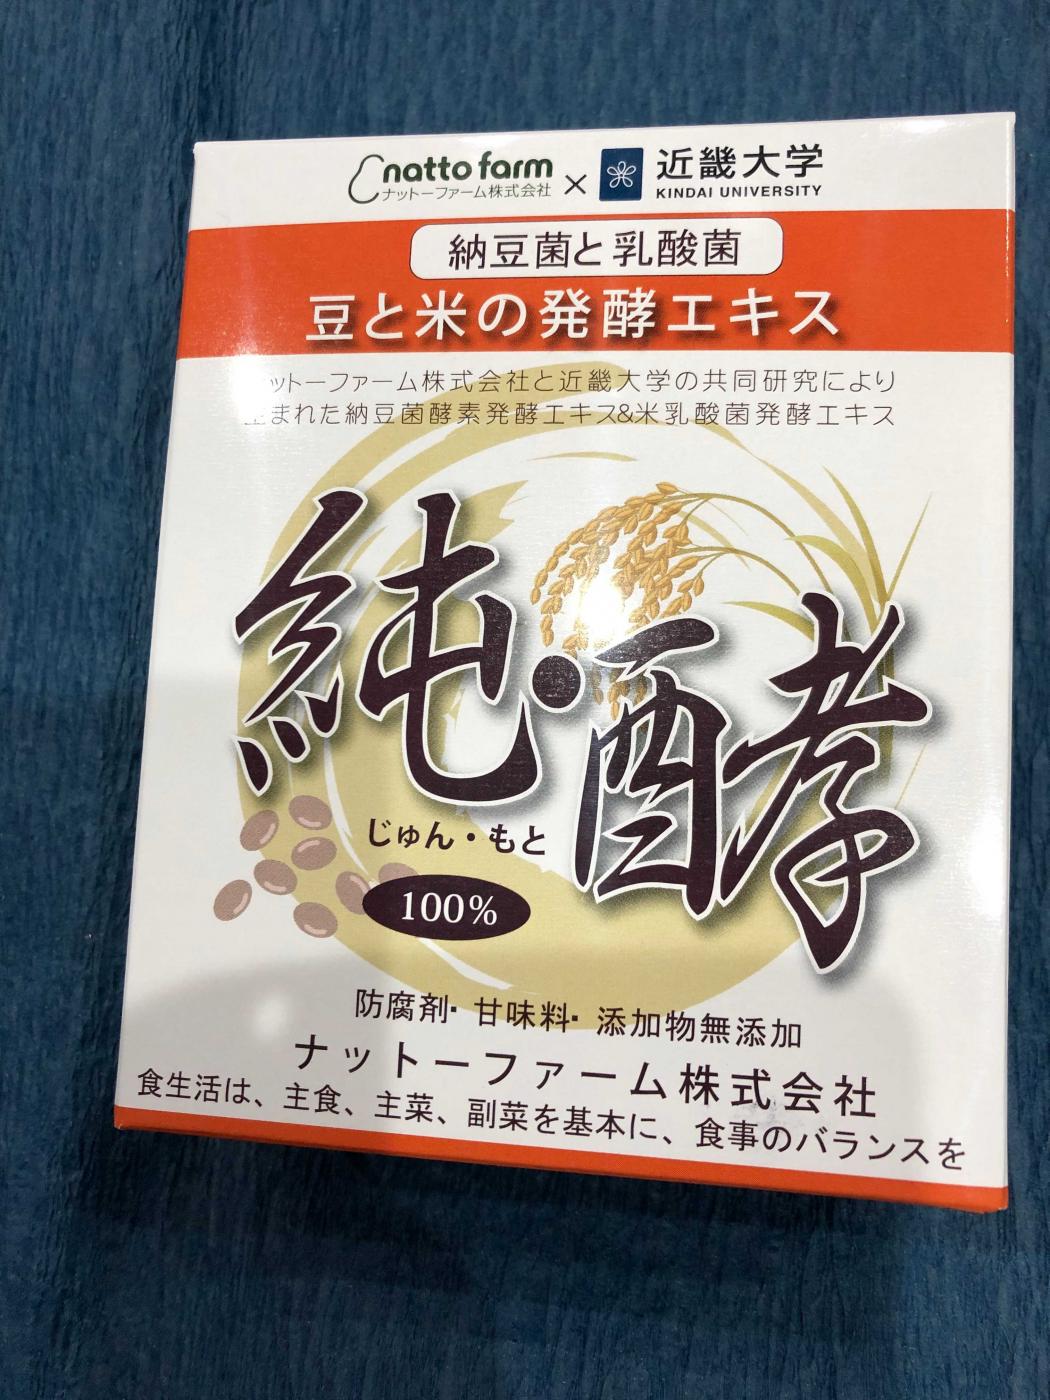 natto farm
ナットーファーム株式会社
×
近畿大学
KINDAI UNIVERSITY
納豆菌と乳酸菌
豆と米の発酵エキス
ナットーファーム株式会社と近畿大学の共同研究により
生まれた納豆菌酵素発酵エキス&米乳酸菌発酵エキス
純・酵
じゅん・もと
100%
防腐剤・甘味料・添加物無添加
ナットーファーム株式会社
食生活は、主食、主菜、副菜を基本に、食事のバランスを